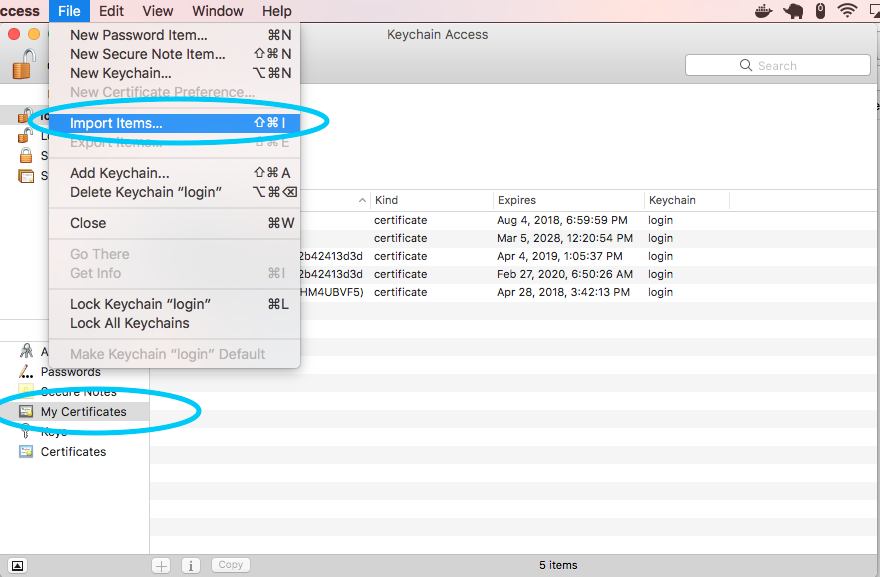 ccess File Edit View Window Help
Keychain Access
New Password Item... ⌘N
New Secure Note Item... ⇧⌘N
New Keychain... ⌥⌘N
New Certificate Preference...
Import Items... ⇧⌘I
Export Items... ⇧⌘E
Add Keychain... ⇧⌘A
Delete Keychain “login” ⌥⌘⌫
Close ⌘W
Go There
Get Info ⌘I
Lock Keychain “login” ⌘L
Lock All Keychains
Make Keychain “login” Default
Search
Kind Expires Keychain
certificate Aug 4, 2018, 6:59:59 PM login
certificate Mar 5, 2028, 12:20:54 PM login
2b42413d3d certificate Apr 4, 2019, 1:05:37 PM login
2b42413d3d certificate Feb 27, 2020, 6:50:26 AM login
HM4UBVF5) certificate Apr 28, 2018, 3:42:13 PM login
A
Passwords
Secure Notes
My Certificates
Keys
Certificates
Copy
5 items